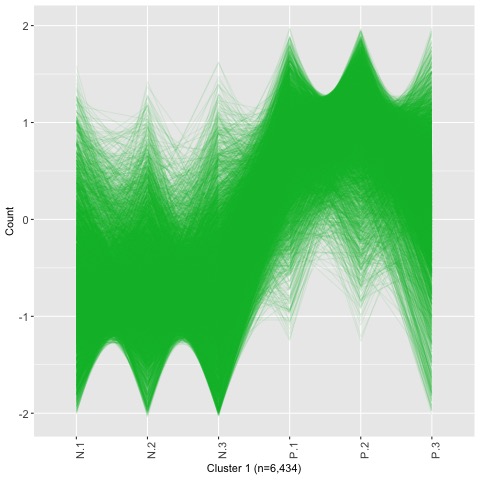 2
1
0
-1
-2
Count
N.1
N.2
N.3
P.1
P.2
P.3
Cluster 1 (n=6,434)